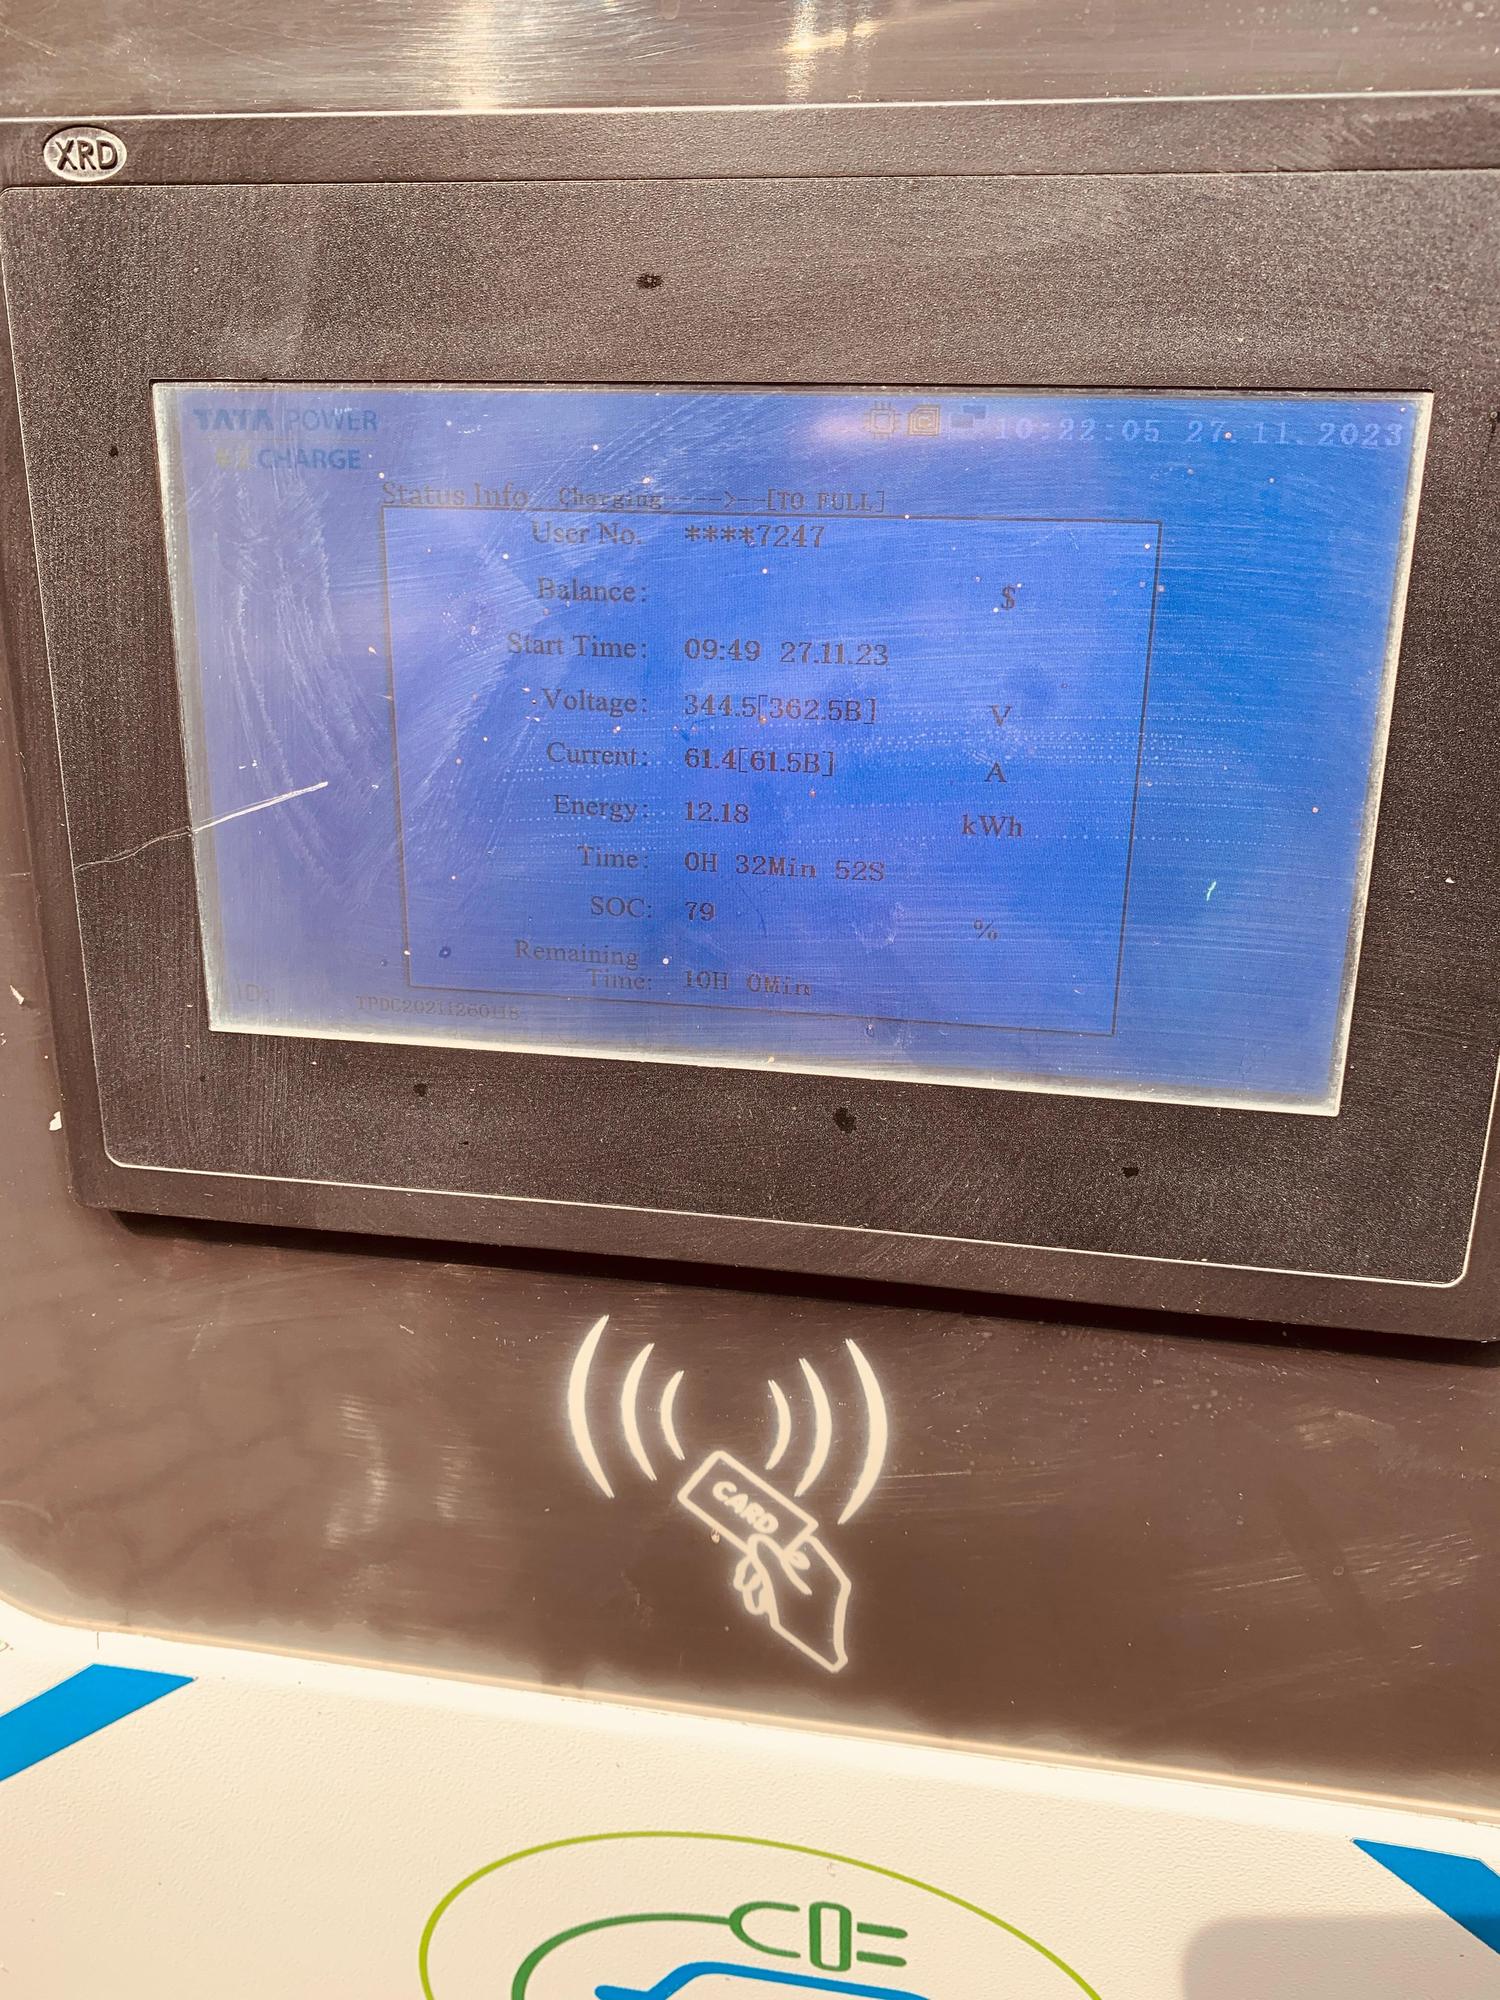 XRD
TATA POWER
EZ CHARGE
10:22:05 27.11.2023
Status Info Charging---->--[TO FULL]
User No. ****7247
Balance: $
Start Time: 09:49 27.11.23
Voltage: 344.5[362.5B] V
Current: 61.4[61.5B] A
Energy: 12.18 kWh
Time: 0H 32Min 52S
SOC: 79 %
Remaining
Time: 10H 0Min
ID: TPDC20211260118
CARD